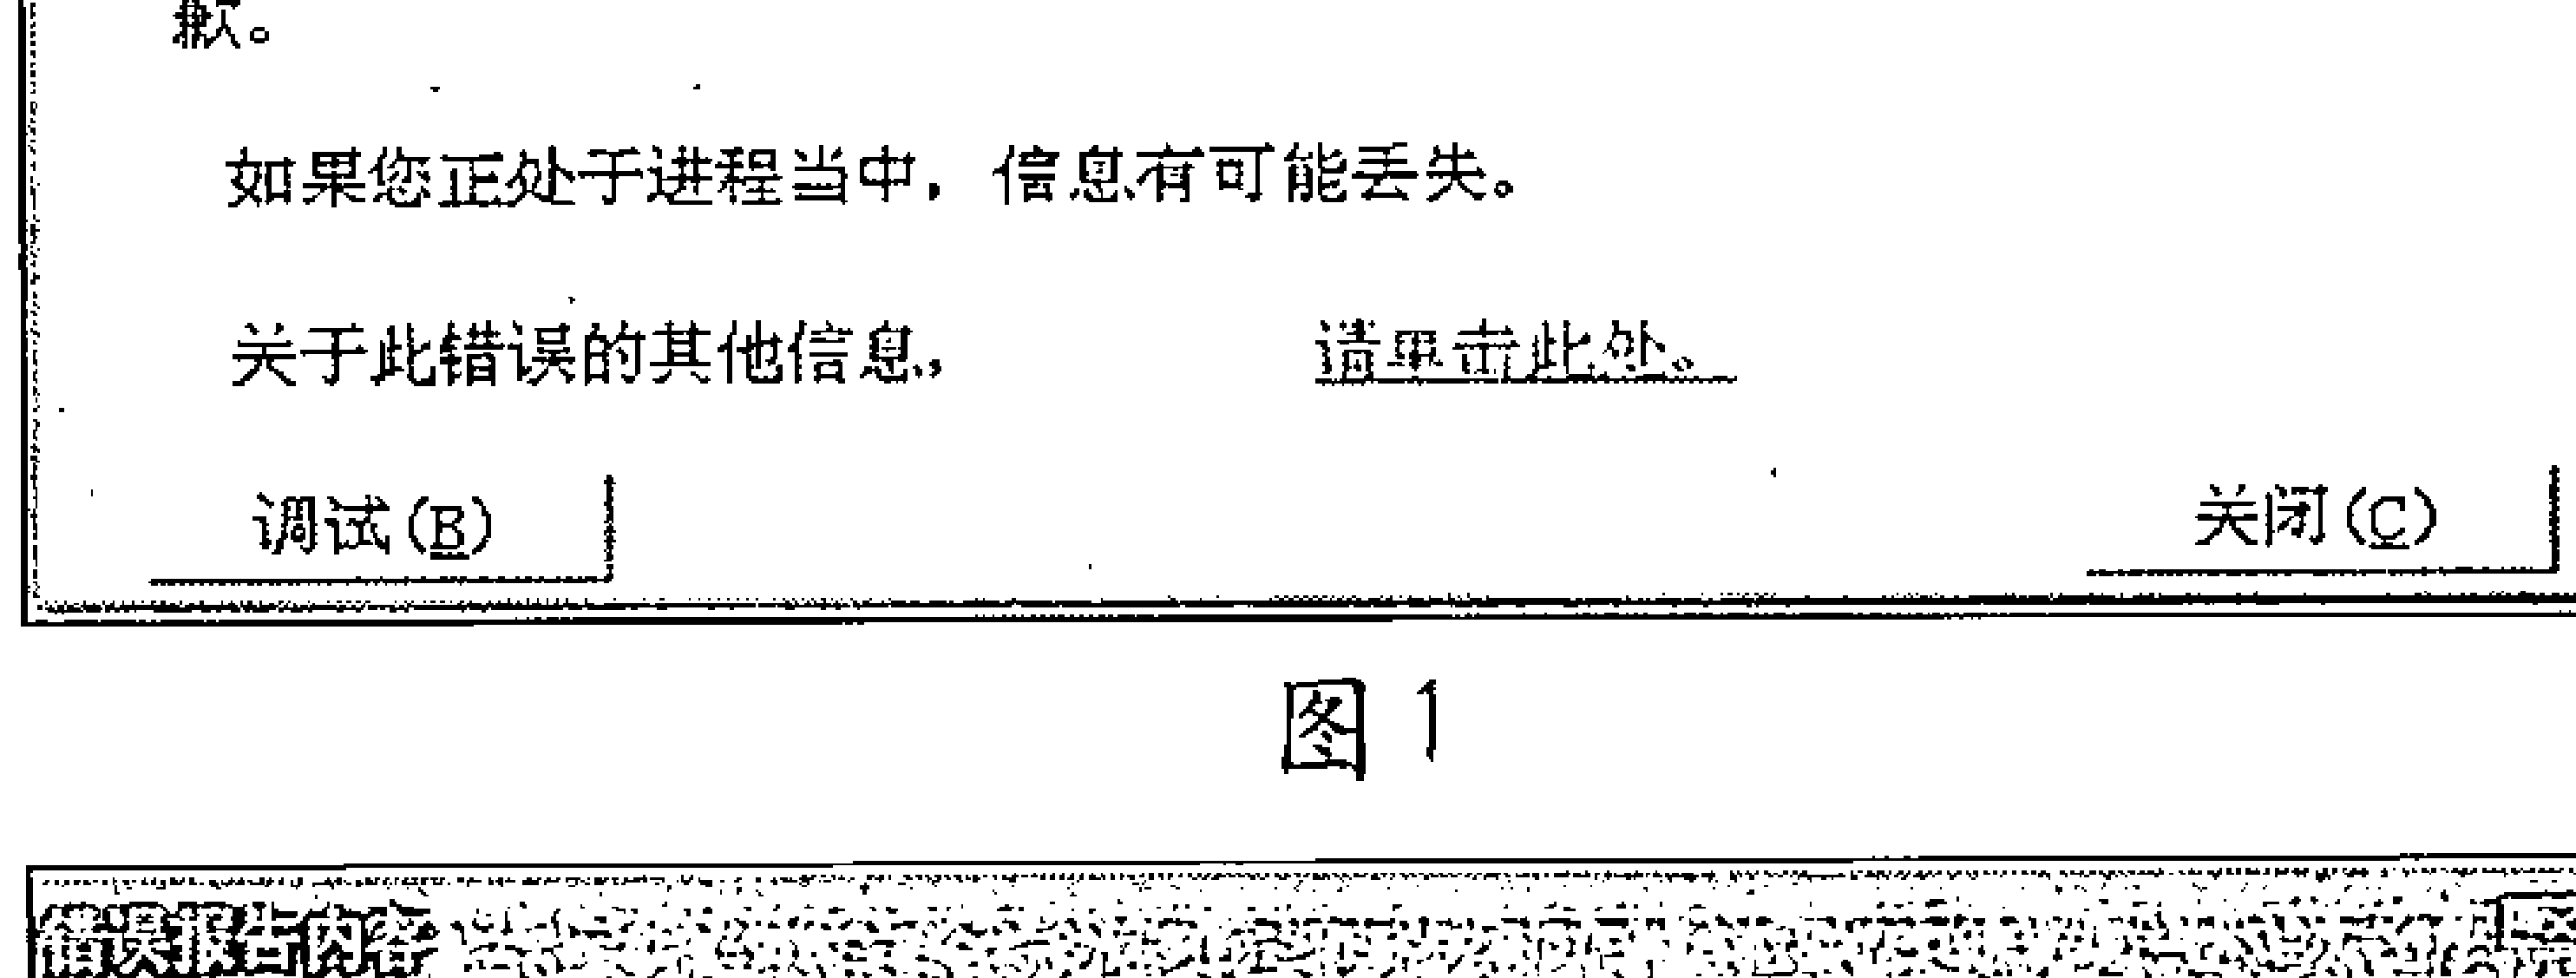 歉。
如果您正处于进程当中，信息有可能丢失。
关于此错误的其他信息， 请单击此处。
调试(B) 关闭(C)
图 1
错误报告内容